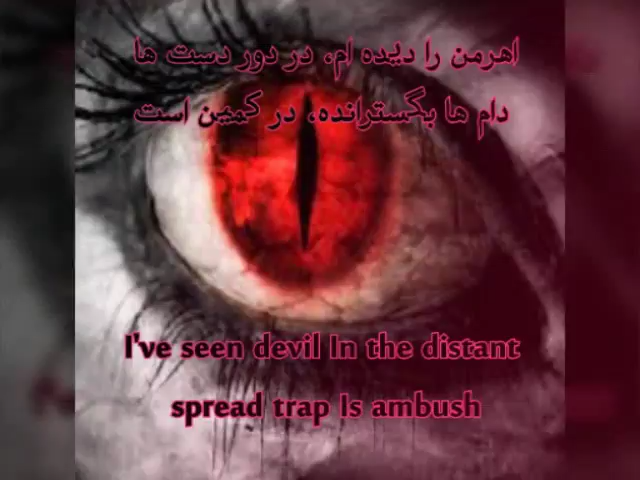 اهرمن را دیده ام، در دور دست ها
دام ها بگسترانده، در کمین است
I've seen devil In the distant
spread trap Is ambush